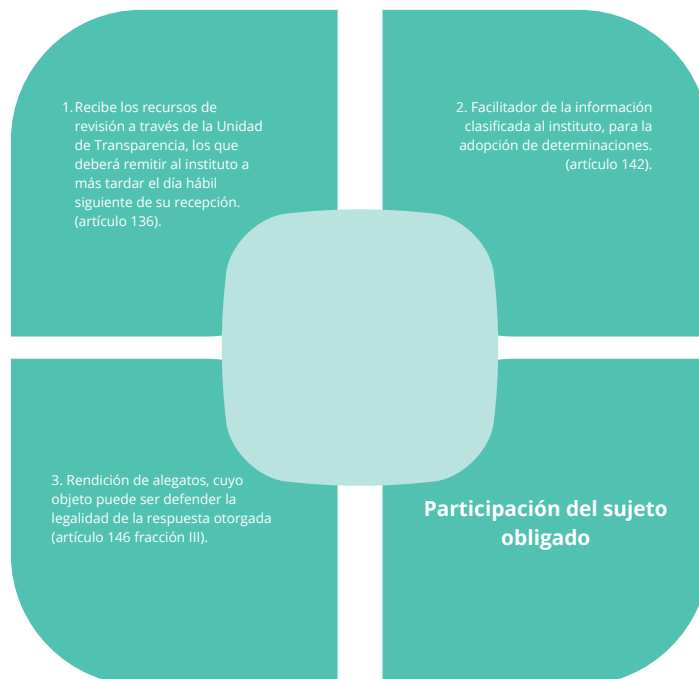 1. Recibe los recursos de
revisión a través de la Unidad
de Transparencia, los que
deberá remitir al instituto a
más tardar el día hábil
siguiente de su recepción.
(artículo 136).
2. Facilitador de la información
clasificada al instituto, para la
adopción de determinaciones.
(artículo 142).
3. Rendición de alegatos, cuyo
objeto puede ser defender la
legalidad de la respuesta otorgada
(artículo 146 fracción III).
Participación del sujeto
obligado